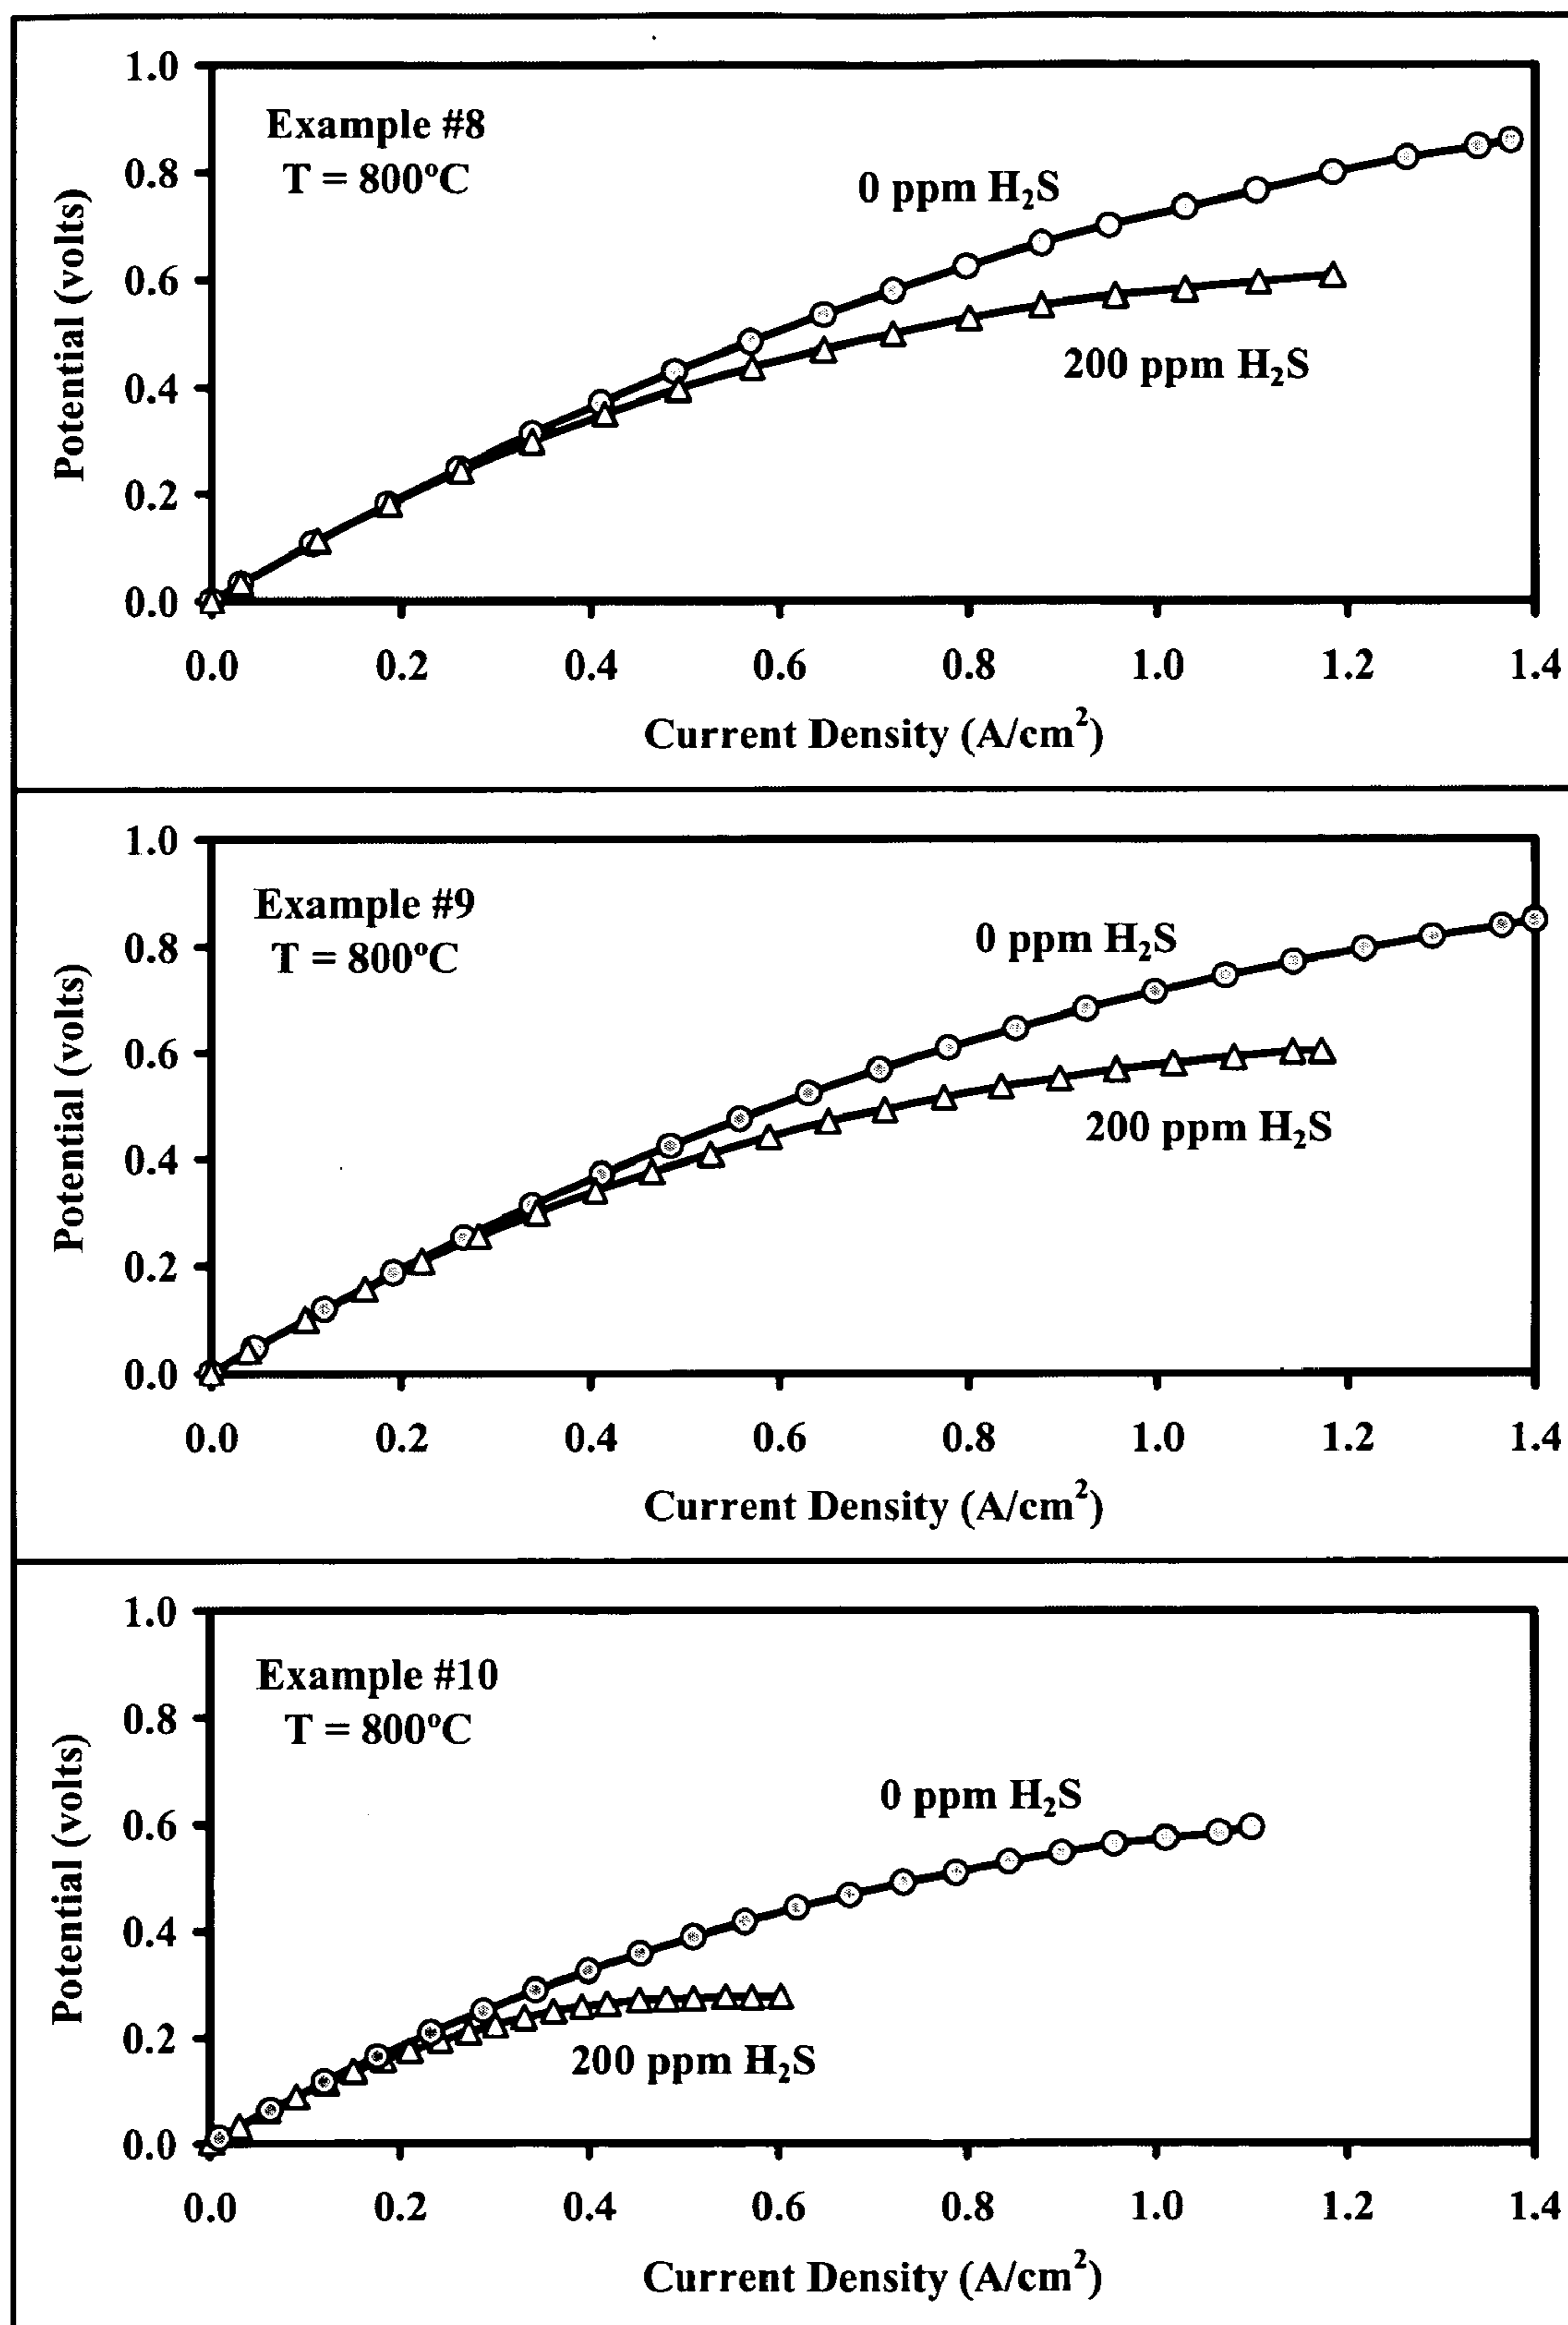 1.0
Example #8
T = 800ºC
0.8
0 ppm H₂S
0.6
200 ppm H₂S
0.4
0.2
0.0
Potential (volts)
0.0 0.2 0.4 0.6 0.8 1.0 1.2 1.4
Current Density (A/cm²)
1.0
Example #9
T = 800ºC
0 ppm H₂S
0.8
0.6
200 ppm H₂S
0.4
0.2
0.0
Potential (volts)
0.0 0.2 0.4 0.6 0.8 1.0 1.2 1.4
Current Density (A/cm²)
1.0
Example #10
T = 800ºC
0.8
0 ppm H₂S
0.6
0.4
0.2
200 ppm H₂S
0.0
Potential (volts)
0.0 0.2 0.4 0.6 0.8 1.0 1.2 1.4
Current Density (A/cm²)